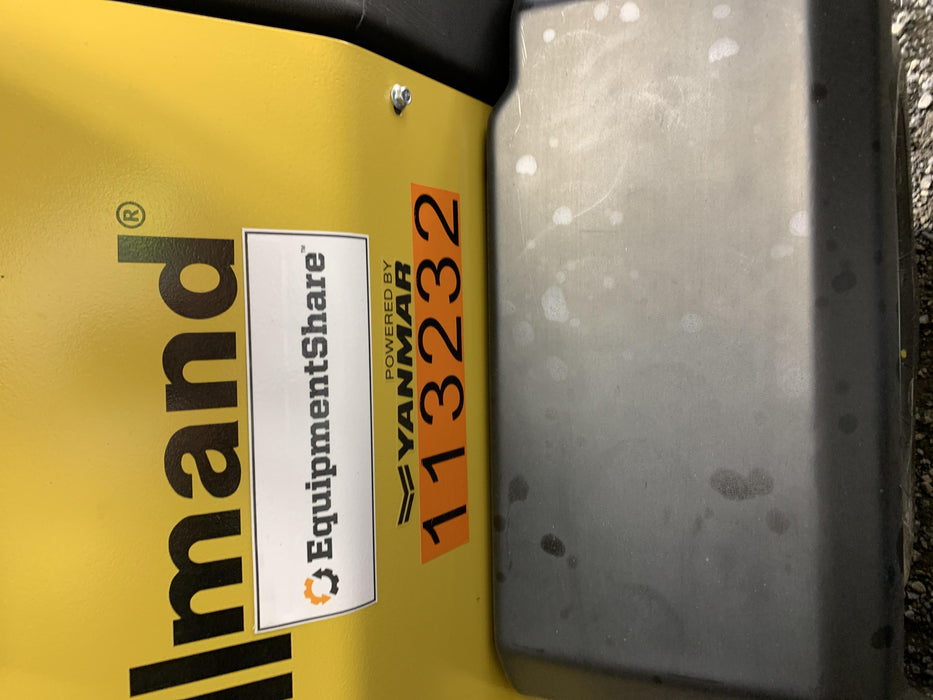 llmand®
EquipmentShare™
POWERED BY
YANMAR
113232